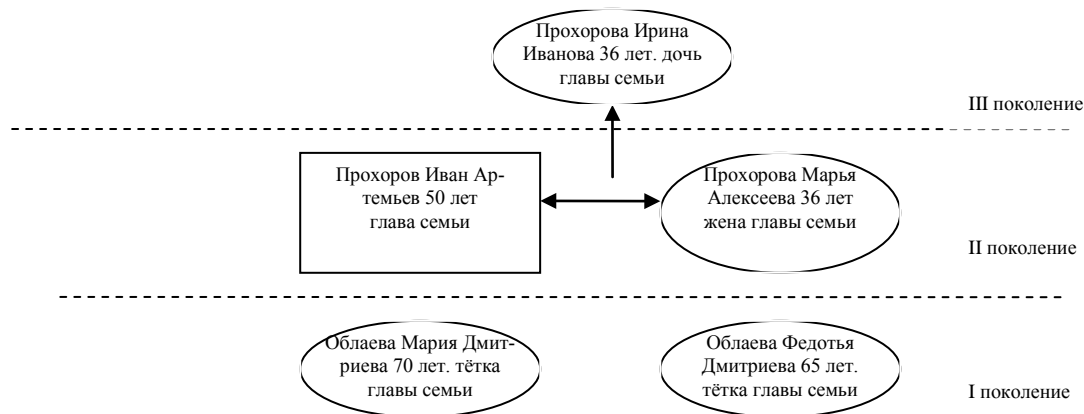 Прохорова Ирина
Иванова 36 лет. дочь
главы семьи
III поколение
Прохоров Иван Ар-
темьев 50 лет
глава семьи
Прохорова Марья
Алексеева 36 лет
жена главы семьи
II поколение
Облаева Мария Дмит-
риева 70 лет. тётка
главы семьи
Облаева Федотья
Дмитриева 65 лет.
тётка главы семьи
I поколение